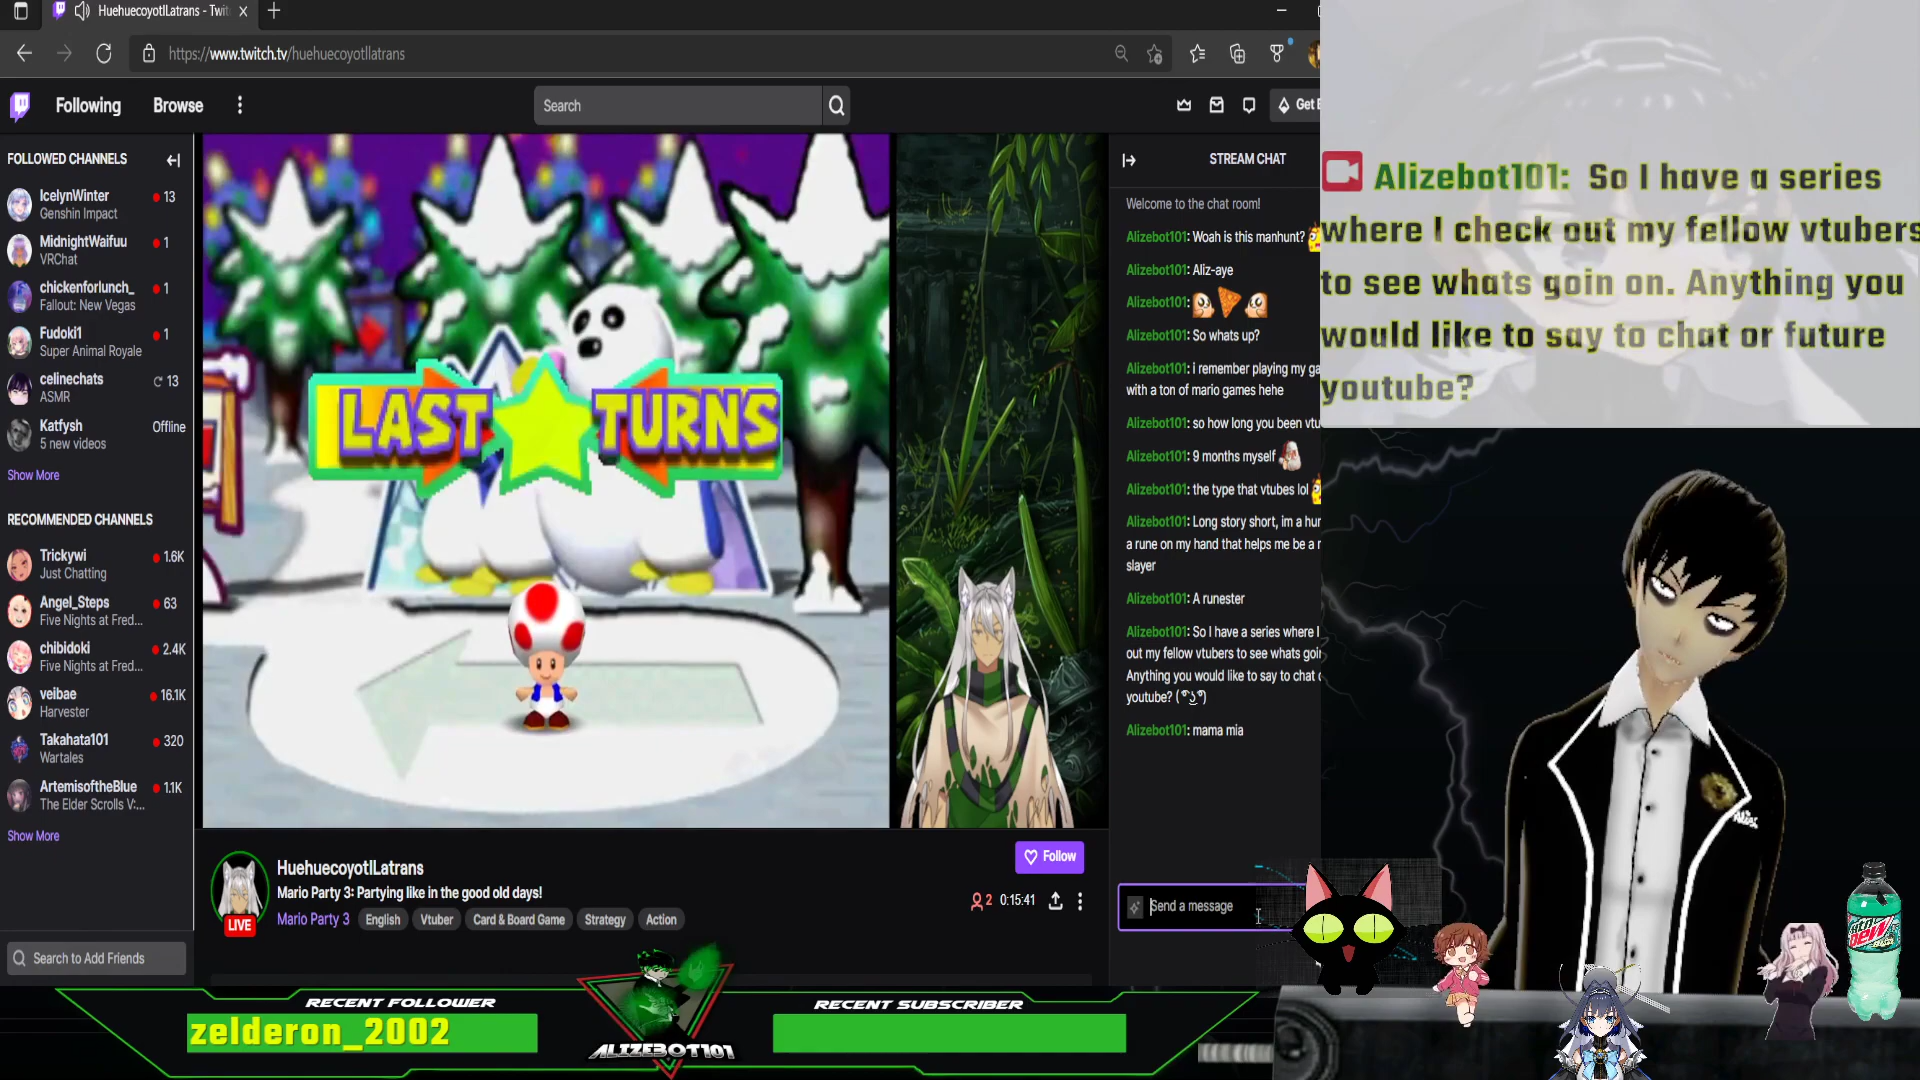 HuehuecoyotlLatrans - Twit
https://www.twitch.tv/huehuecoyotllatrans
Following
Browse
Search
Get B
FOLLOWED CHANNELS
IcelynWinter
13
Genshin Impact
MidnightWaifuu
1
VRChat
chickenforlunch_
1
Fallout: New Vegas
Fudoki1
1
Super Animal Royale
celinechats
13
ASMR
Katfysh
Offline
5 new videos
Show More
RECOMMENDED CHANNELS
Trickywi
1.6K
Just Chatting
Angel_Steps
63
Five Nights at Fred...
chibidoki
2.4K
Five Nights at Fred...
veibae
16.1K
Harvester
Takahata101
320
Wartales
ArtemisoftheBlue
1.1K
The Elder Scrolls V:...
Show More
Search to Add Friends
LAST TURNS
HuehuecoyotlLatrans
Mario Party 3: Partying like in the good old days!
Mario Party 3
English
Vtuber
Card & Board Game
Strategy
Action
LIVE
Follow
2
0:15:41
STREAM CHAT
Welcome to the chat room!
Alizebot101: Woah is this manhunt?
Alizebot101: Aliz-aye
Alizebot101:
Alizebot101: So whats up?
Alizebot101: i remember playing my ga
with a ton of mario games hehe
Alizebot101: so how long you been vtu
Alizebot101: 9 months myself
Alizebot101: the type that vtubes lol
Alizebot101: Long story short, im a hu
a rune on my hand that helps me be a
slayer
Alizebot101: A runester
Alizebot101: So I have a series where I
out my fellow vtubers to see whats goin
Anything you would like to say to chat
youtube? ( ͡° ͜ʖ ͡°)
Alizebot101: mama mia
Send a message
Alizebot101: So I have a series
where I check out my fellow vtubers
to see whats goin on. Anything you
would like to say to chat or future
youtube?
RECENT FOLLOWER
zelderon_2002
ALIZEBOT101
RECENT SUBSCRIBER
MTN DEW